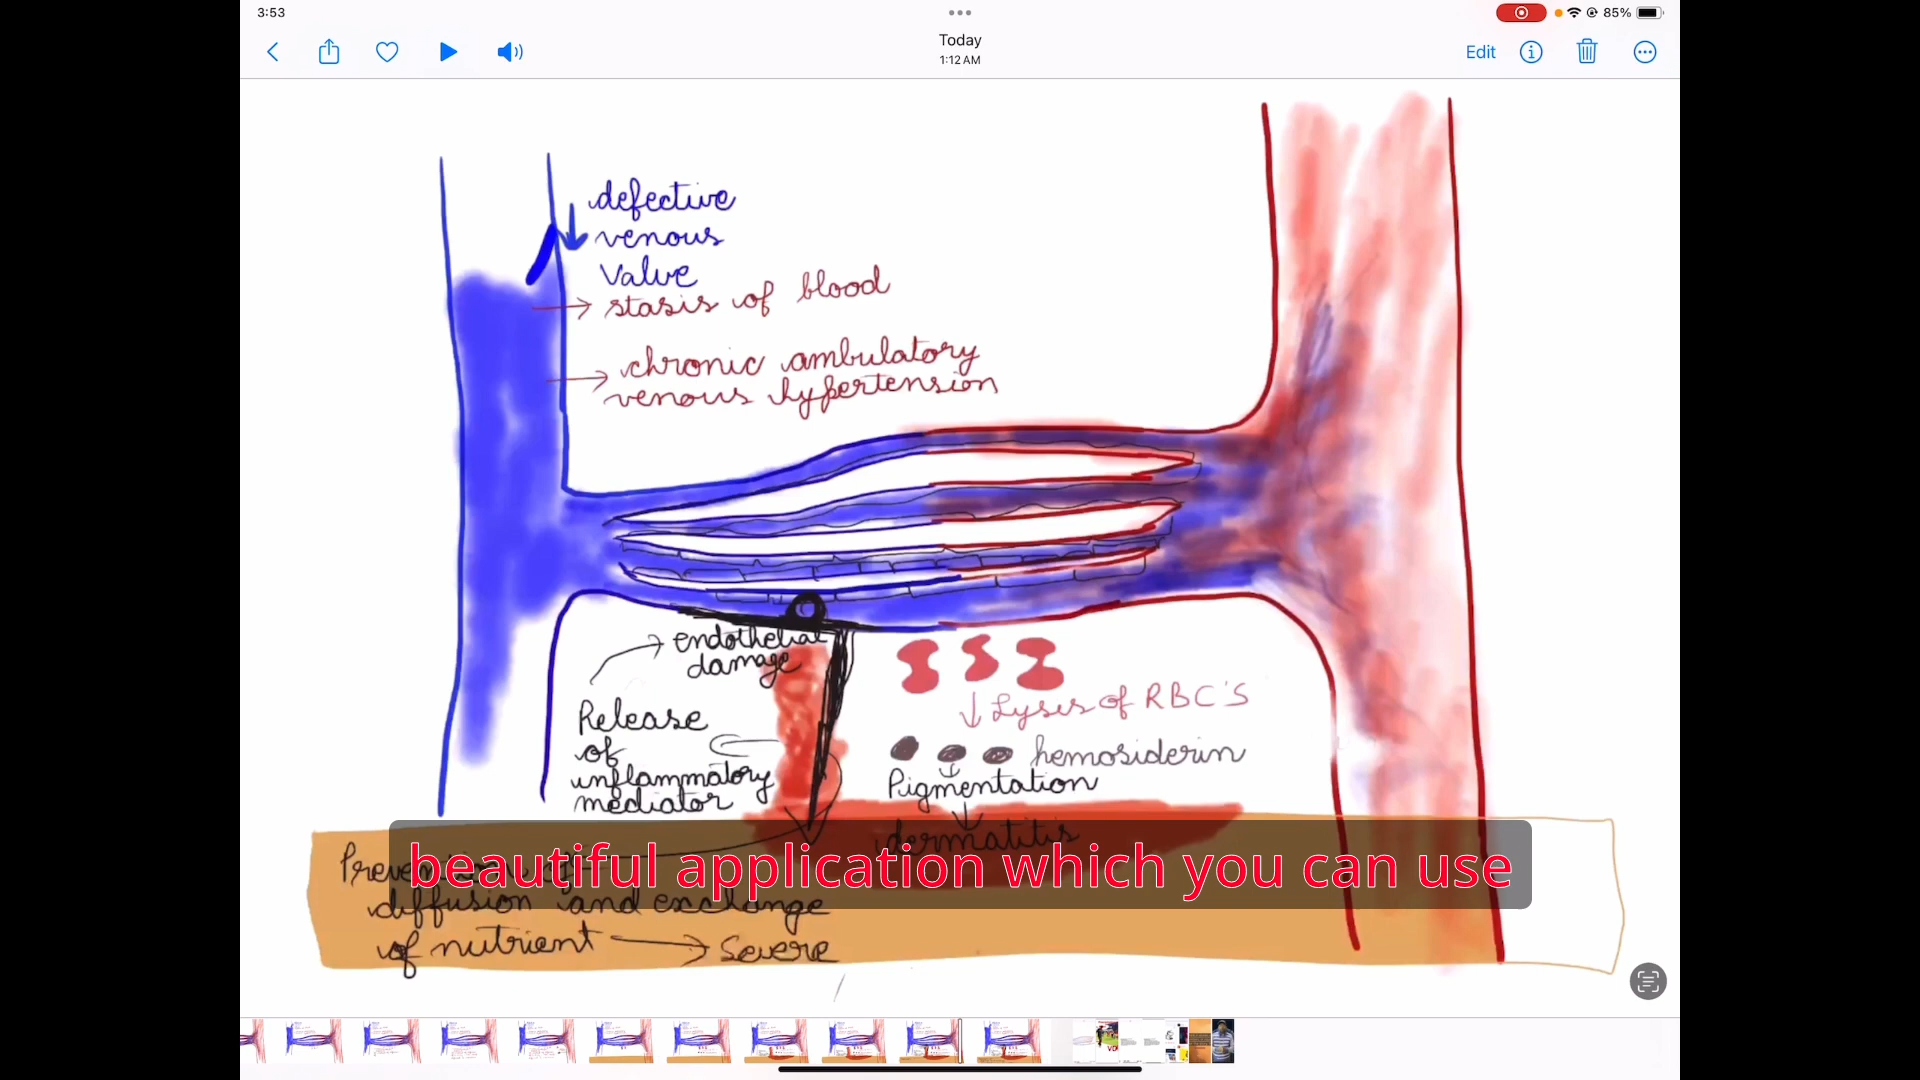 3:53
85%
Today
1:12 AM
Edit
defective
venous
Valve
stasis of blood
chronic ambulatory
venous hypertension
endothelial
damage
Release
of
inflammatory
mediator
Lysis of RBC'S
hemosiderin
Pigmentation
dermatitis
Prevention of
diffusion and exchange
of nutrient → Severe
beautiful application which you can use